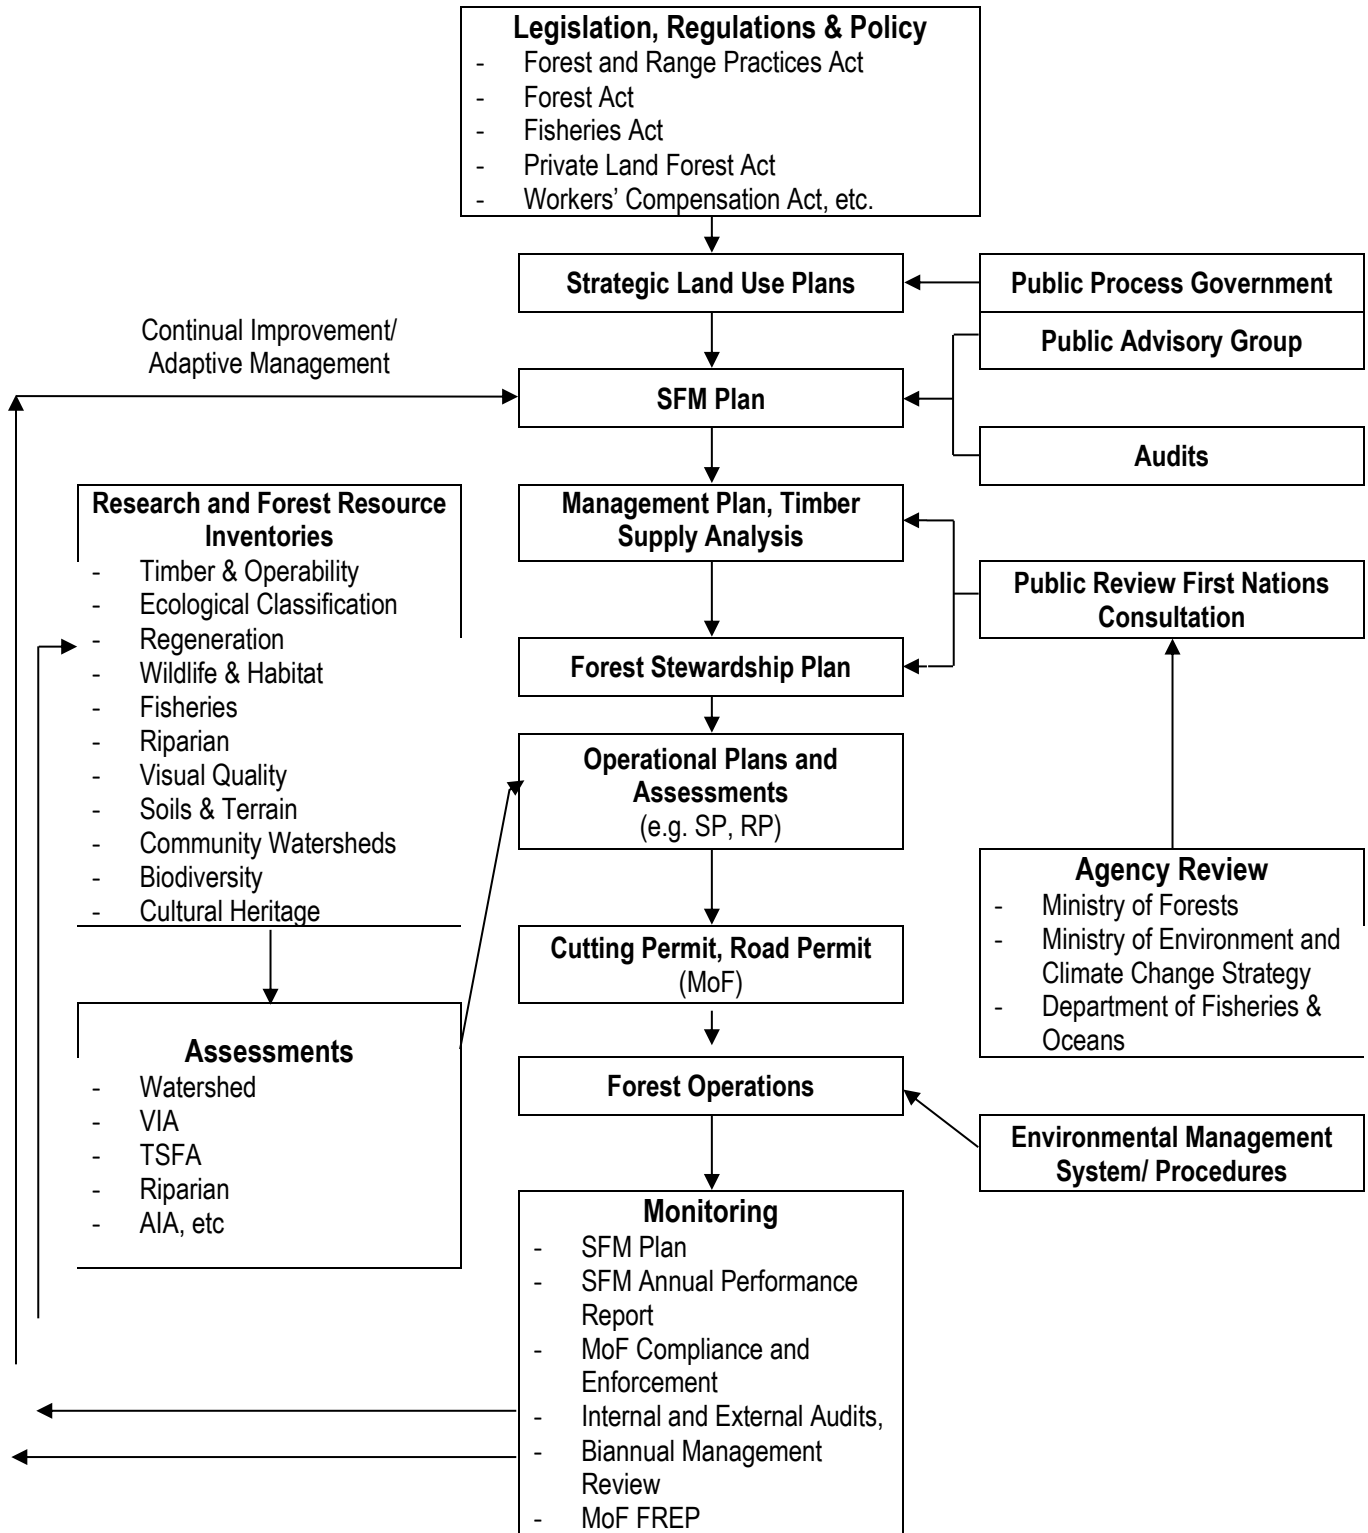 Legislation, Regulations & Policy
- Forest and Range Practices Act
- Forest Act
- Fisheries Act
- Private Land Forest Act
- Workers’ Compensation Act, etc.
Strategic Land Use Plans
Public Process Government
Public Advisory Group
Continual Improvement/
Adaptive Management
SFM Plan
Audits
Research and Forest Resource
Inventories
- Timber & Operability
- Ecological Classification
- Regeneration
- Wildlife & Habitat
- Fisheries
- Riparian
- Visual Quality
- Soils & Terrain
- Community Watersheds
- Biodiversity
- Cultural Heritage
Management Plan, Timber
Supply Analysis
Public Review First Nations
Consultation
Forest Stewardship Plan
Operational Plans and
Assessments
(e.g. SP, RP)
Agency Review
- Ministry of Forests
- Ministry of Environment and
Climate Change Strategy
- Department of Fisheries &
Oceans
Cutting Permit, Road Permit
(MoF)
Assessments
- Watershed
- VIA
- TSFA
- Riparian
- AIA, etc
Forest Operations
Environmental Management
System/ Procedures
Monitoring
- SFM Plan
- SFM Annual Performance
Report
- MoF Compliance and
Enforcement
- Internal and External Audits,
- Biannual Management
Review
- MoF FREP